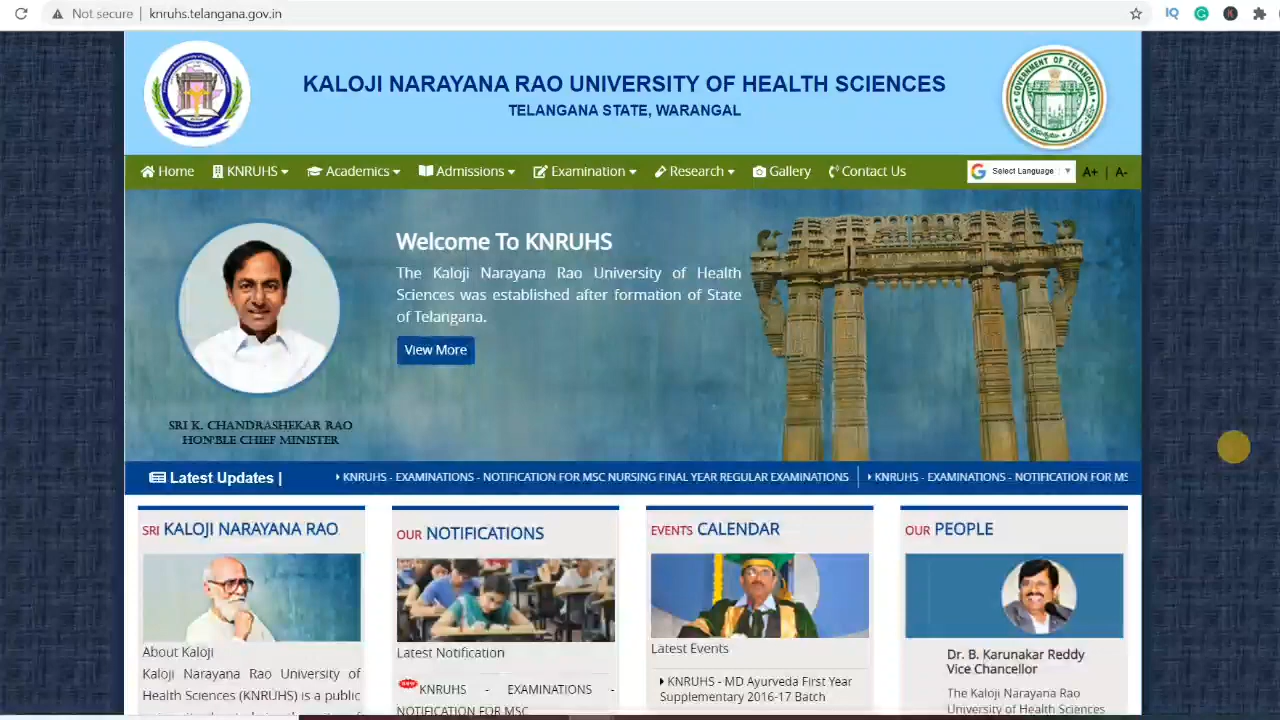 Not secure | knruhs.telangana.gov.in
KALOJI NARAYANA RAO UNIVERSITY OF HEALTH SCIENCES
TELANGANA STATE, WARANGAL
Home KNRUHS Academics Admissions Examination Research Gallery Contact Us Select Language A+ | A-
Welcome To KNRUHS
The Kaloji Narayana Rao University of Health
Sciences was established after formation of State
of Telangana.
View More
SRI K. CHANDRASHEKAR RAO
HON'BLE CHIEF MINISTER
Latest Updates | KNRUHS - EXAMINATIONS - NOTIFICATION FOR MSC NURSING FINAL YEAR REGULAR EXAMINATIONS KNRUHS - EXAMINATIONS - NOTIFICATION FOR MS
SRI KALOJI NARAYANA RAO
About Kaloji
Kaloji Narayana Rao University of
Health Sciences (KNRUHS) is a public
OUR NOTIFICATIONS
Latest Notification
KNRUHS - EXAMINATIONS -
NOTIFICATION FOR MSC
EVENTS CALENDAR
Latest Events
KNRUHS - MD Ayurveda First Year
Supplementary 2016-17 Batch
OUR PEOPLE
Dr. B. Karunakar Reddy
Vice Chancellor
The Kaloji Narayana Rao
University of Health Sciences